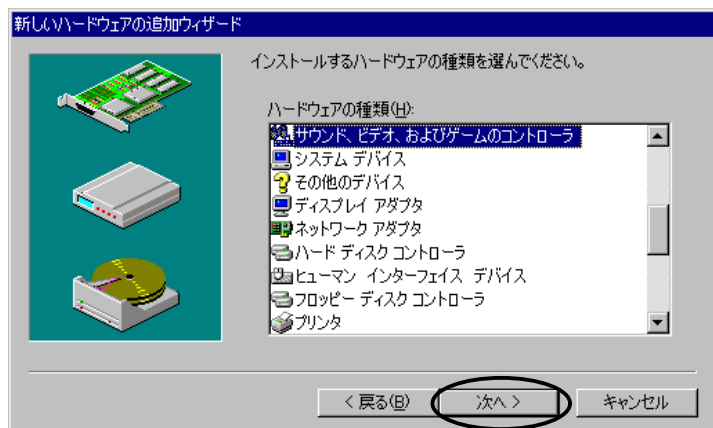 新しいハードウェアの追加ウィザード
インストールするハードウェアの種類を選んでください。
ハードウェアの種類(H):
サウンド、ビデオ、およびゲームのコントローラ
システム デバイス
その他のデバイス
ディスプレイ アダプタ
ネットワーク アダプタ
ハード ディスク コントローラ
ヒューマン インターフェイス デバイス
フロッピー ディスク コントローラ
プリンタ
< 戻る(B) 次へ > キャンセル